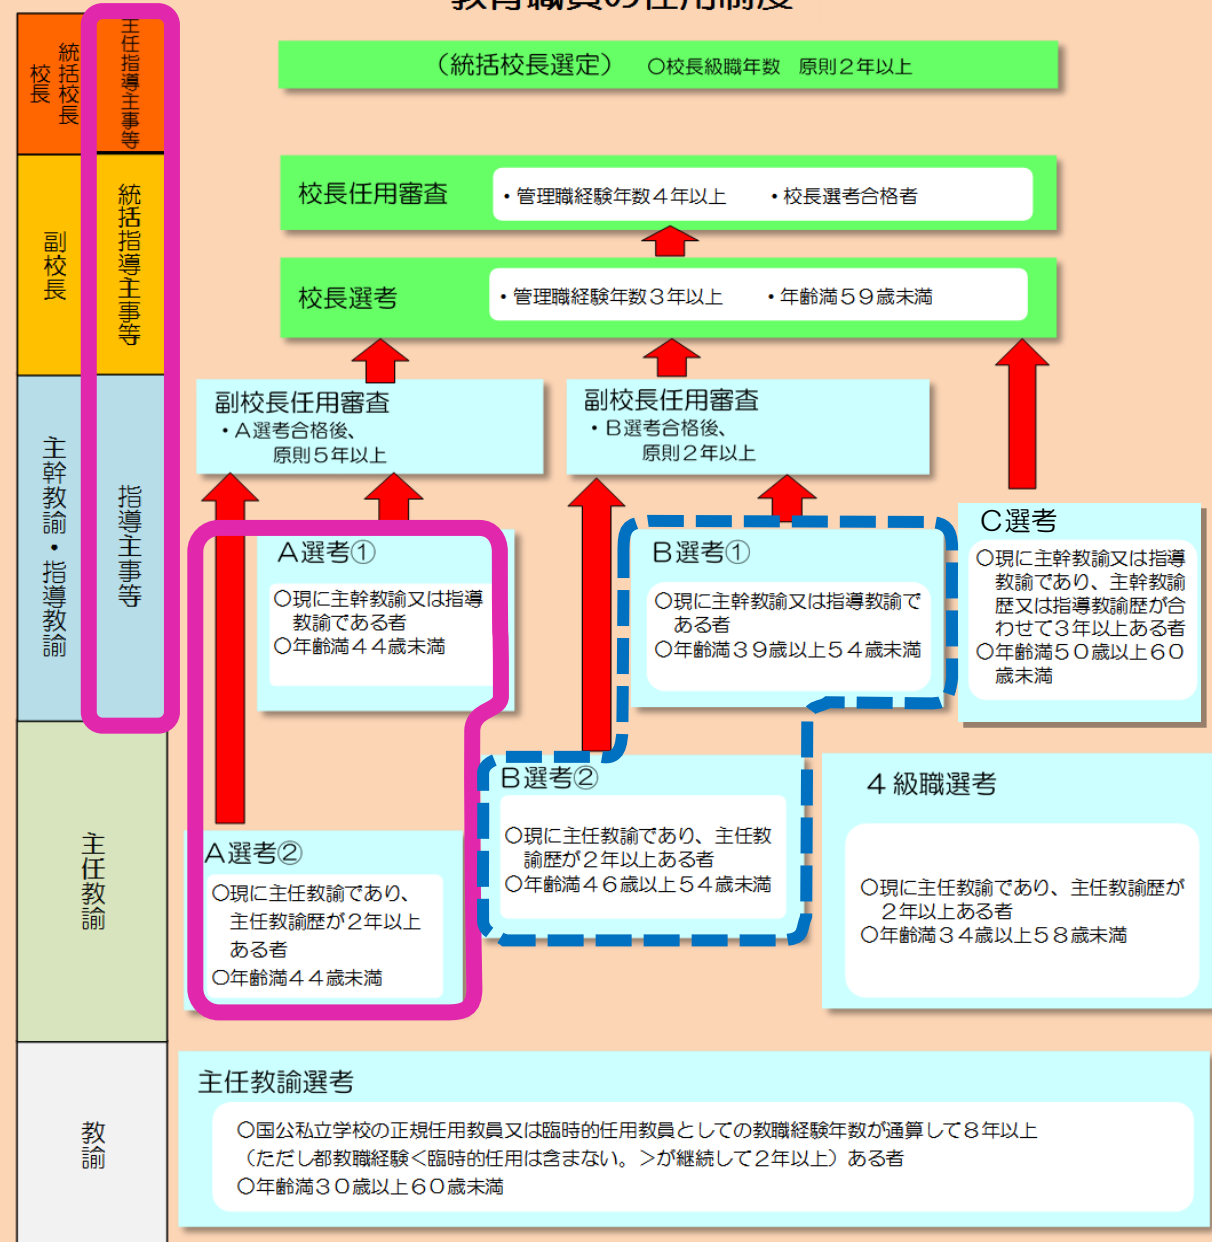 教育職員の任用制度
統括校長
校長
主任指導主事等
（統括校長選定）　○校長級職年数　原則２年以上
副校長
統括指導主事等
校長任用審査
・管理職経験年数４年以上　・校長選考合格者
校長選考
・管理職経験年数３年以上　・年齢満５９歳未満
主幹教諭・指導教諭
指導主事等
副校長任用審査
・Ａ選考合格後、
原則５年以上
副校長任用審査
・Ｂ選考合格後、
原則２年以上
Ａ選考①
○現に主幹教諭又は指導
教諭である者
○年齢満４４歳未満
Ｂ選考①
○現に主幹教諭又は指導教諭で
ある者
○年齢満３９歳以上５４歳未満
Ｃ選考
○現に主幹教諭又は指導
教諭であり、主幹教諭
歴又は指導教諭歴が合
わせて３年以上ある者
○年齢満５０歳以上６０
歳未満
主任教諭
Ａ選考②
○現に主任教諭であり、
主任教諭歴が２年以上
ある者
○年齢満４４歳未満
Ｂ選考②
○現に主任教諭であり、主任教
諭歴が２年以上ある者
○年齢満４６歳以上５４歳未満
４級職選考
○現に主任教諭であり、主任教諭歴が
２年以上ある者
○年齢満３４歳以上５８歳未満
教諭
主任教諭選考
○国公私立学校の正規任用教員又は臨時的任用教員としての教職経験年数が通算して８年以上
（ただし都教職経験＜臨時的任用は含まない。＞が継続して２年以上）ある者
○年齢満３０歳以上６０歳未満